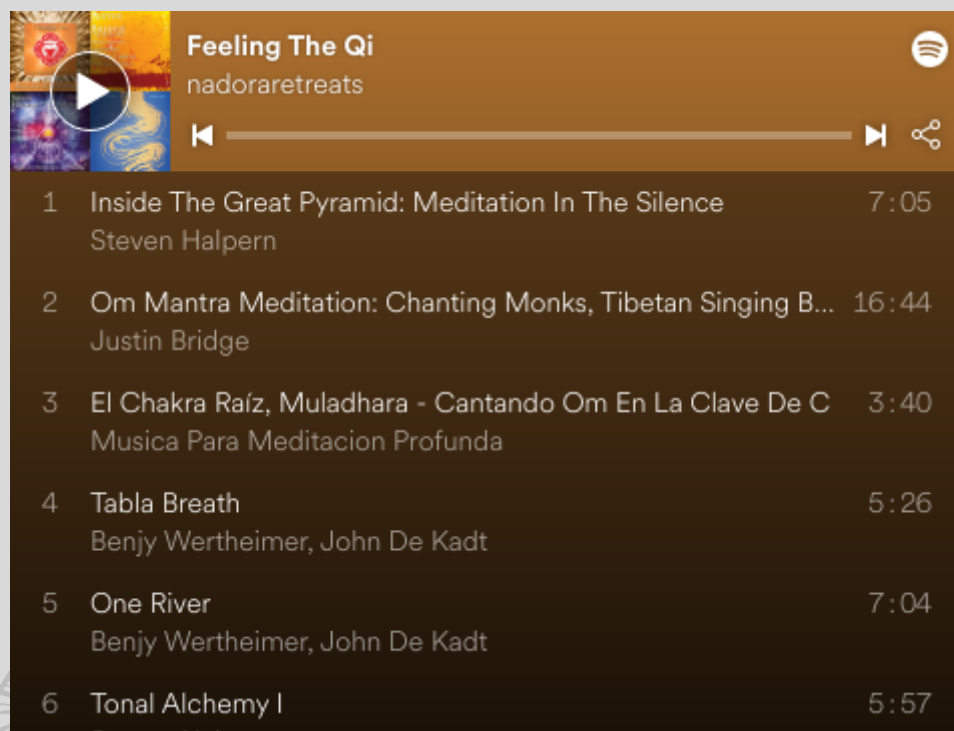 Feeling The Qi
nadoraretreats
1 Inside The Great Pyramid: Meditation In The Silence 7:05
Steven Halpern
2 Om Mantra Meditation: Chanting Monks, Tibetan Singing B... 16:44
Justin Bridge
3 El Chakra Raíz, Muladhara - Cantando Om En La Clave De C 3:40
Musica Para Meditacion Profunda
4 Tabla Breath 5:26
Benjy Wertheimer, John De Kadt
5 One River 7:04
Benjy Wertheimer, John De Kadt
6 Tonal Alchemy I 5:57